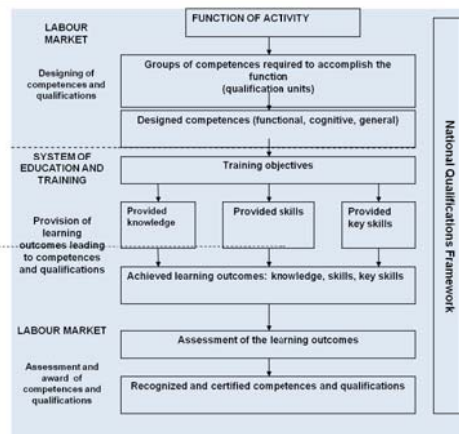 LABOUR
MARKET
Designing of
competences and
qualifications
FUNCTION OF ACTIVITY
Groups of competences required to accomplish the
function
(qualification units)
Designed competences (functional, cognitive, general)
SYSTEM OF
EDUCATION AND
TRAINING
Provision of
learning
outcomes leading
to competences
and qualifications
Training objectives
Provided
knowledge
Provided skills
Provided
key skills
Achieved learning outcomes: knowledge, skills, key skills
LABOUR MARKET
Assessment and
award of
competences and
qualifications
Assessment of the learning outcomes
Recognized and certified competences and qualifications
National Qualifications Framework